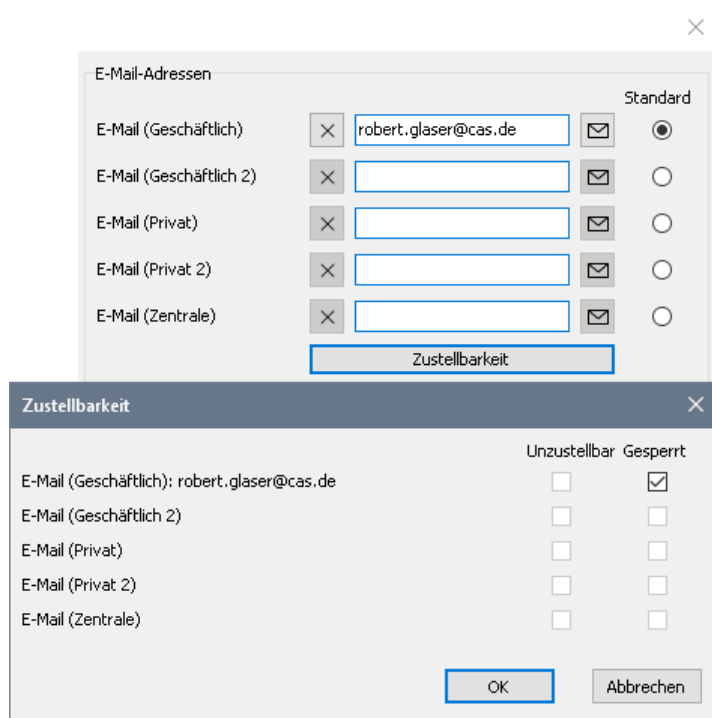 E-Mail-Adressen
Standard
E-Mail (Geschäftlich) robert.glaser@cas.de
E-Mail (Geschäftlich 2)
E-Mail (Privat)
E-Mail (Privat 2)
E-Mail (Zentrale)
Zustellbarkeit
Zustellbarkeit
Unzustellbar Gesperrt
E-Mail (Geschäftlich): robert.glaser@cas.de
E-Mail (Geschäftlich 2)
E-Mail (Privat)
E-Mail (Privat 2)
E-Mail (Zentrale)
OK Abbrechen